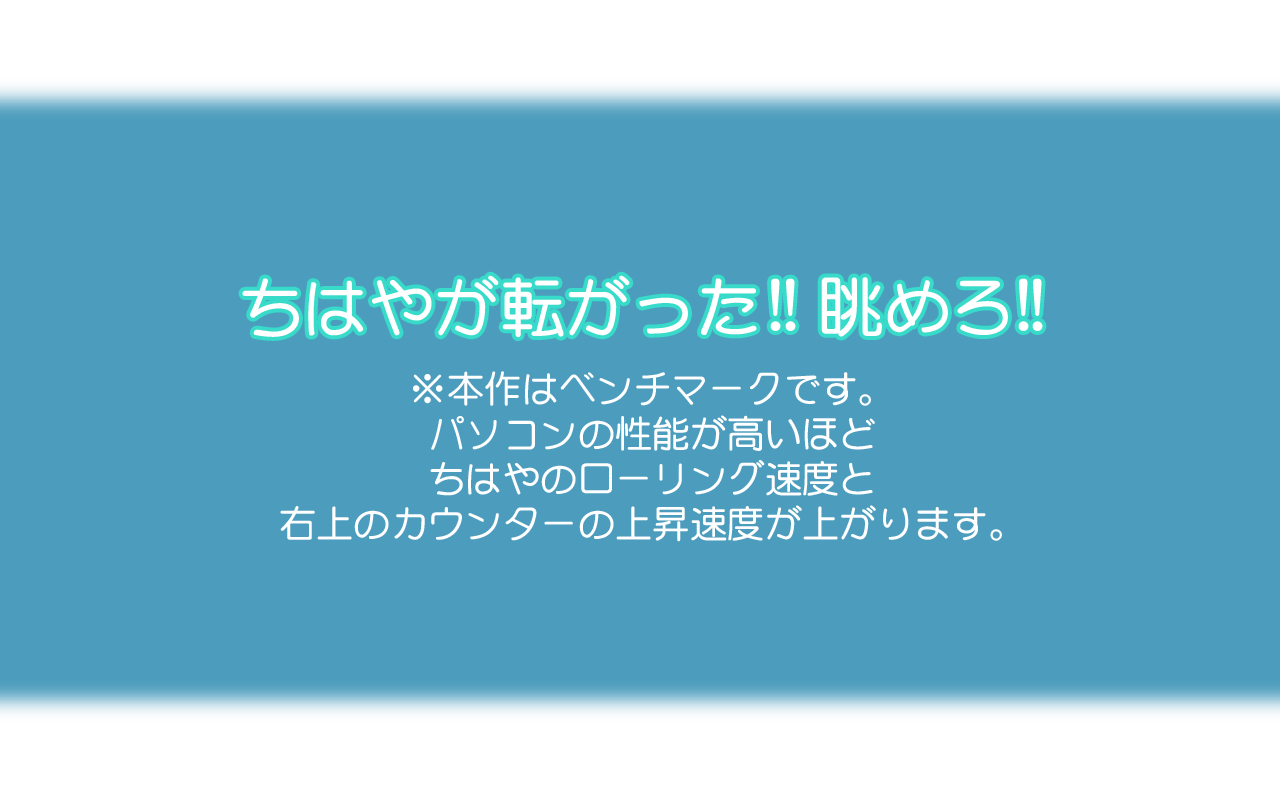 ちはやが転がった!! 眺めろ!!
※本作はベンチマークです。
パソコンの性能が高いほど
ちはやのローリング速度と
右上のカウンターの上昇速度が上がります。